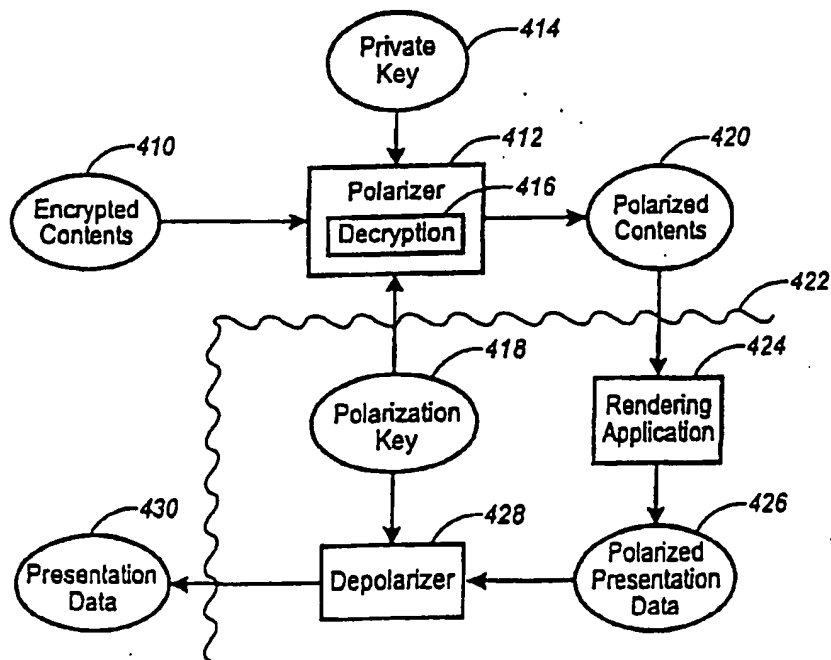 414
Private
Key
410
412
420
Encrypted
Contents
Polarizer
416
Decryption
Polarized
Contents
422
418
424
Polarization
Key
Rendering
Application
430
428
426
Presentation
Data
Depolarizer
Polarized
Presentation
Data